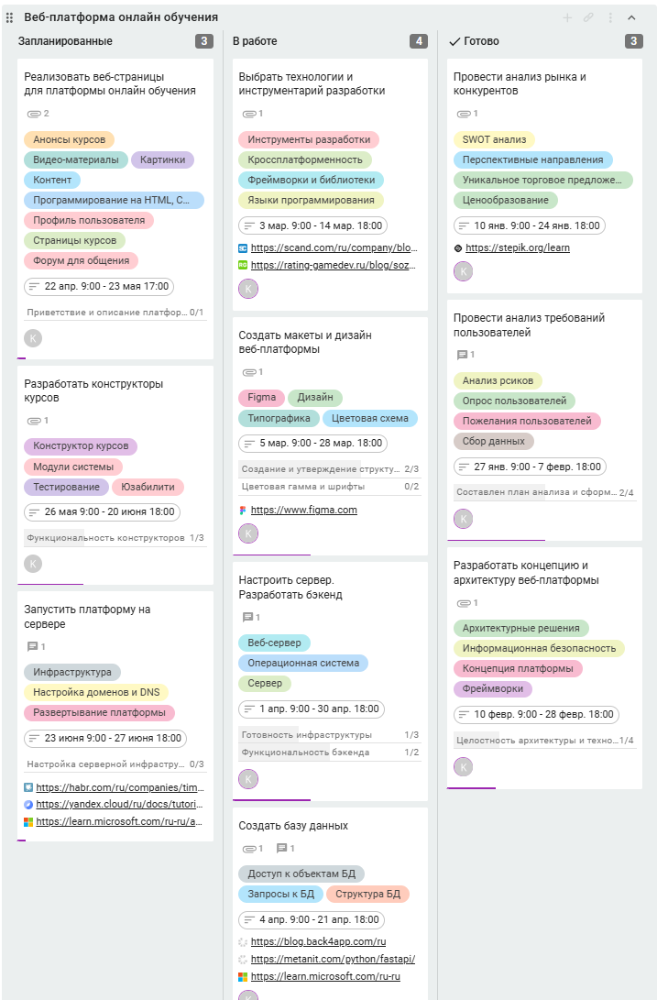 Веб-платформа онлайн обучения
Запланированные 3
Реализовать веб-страницы
для платформы онлайн обучения
2
Анонсы курсов
Видео-материалы Картинки
Контент
Программирование на HTML, C...
Профиль пользователя
Страницы курсов
Форум для общения
22 апр. 9:00 - 23 мая 17:00
Приветствие и описание платфор... 0/1
K
Разработать конструкторы
курсов
1
Конструктор курсов
Модули системы
Тестирование Юзабилити
26 мая 9:00 - 20 июня 18:00
Функциональность конструкторов 1/3
K
Запустить платформу на
сервере
1
Инфраструктура
Настройка доменов и DNS
Развертывание платформы
23 июня 9:00 - 27 июня 18:00
Настройка серверной инфрастру... 0/3
https://habr.com/ru/companies/tim...
https://yandex.cloud/ru/docs/tutori...
https://learn.microsoft.com/ru-ru/a...
В работе 4
Выбрать технологии и
инструментарий разработки
1
Инструменты разработки
Кроссплатформенность
Фреймворки и библиотеки
Языки программирования
3 мар. 9:00 - 14 мар. 18:00
https://scand.com/ru/company/blo...
https://rating-gamedev.ru/blog/soz...
K
Создать макеты и дизайн
веб-платформы
1
Figma Дизайн
Типографика Цветовая схема
5 мар. 9:00 - 28 мар. 18:00
Создание и утверждение структу... 2/3
Цветовая гамма и шрифты 0/2
https://www.figma.com
K
Настроить сервер.
Разработать бэкенд
1
Веб-сервер
Операционная система
Сервер
1 апр. 9:00 - 30 апр. 18:00
Готовность инфраструктуры 1/3
Функциональность бэкенда 1/2
K
Создать базу данных
1 1
Доступ к объектам БД
Запросы к БД Структура БД
4 апр. 9:00 - 21 апр. 18:00
https://blog.back4app.com/ru
https://metanit.com/python/fastapi/
https://learn.microsoft.com/ru-ru
Готово 3
Провести анализ рынка и
конкурентов
1
SWOT анализ
Перспективные направления
Уникальное торговое предложе...
Ценообразование
10 янв. 9:00 - 24 янв. 18:00
https://stepik.org/learn
K
Провести анализ требований
пользователей
1
Анализ рсиков
Опрос пользователей
Пожелания пользователей
Сбор данных
27 янв. 9:00 - 7 февр. 18:00
Составлен план анализа и сформ... 2/4
K
Разработать концепцию и
архитектуру веб-платформы
1
Архитектурные решения
Информационная безопасность
Концепция платформы
Фреймворки
10 февр. 9:00 - 28 февр. 18:00
Целостность архитектуры и техно... 1/4
K